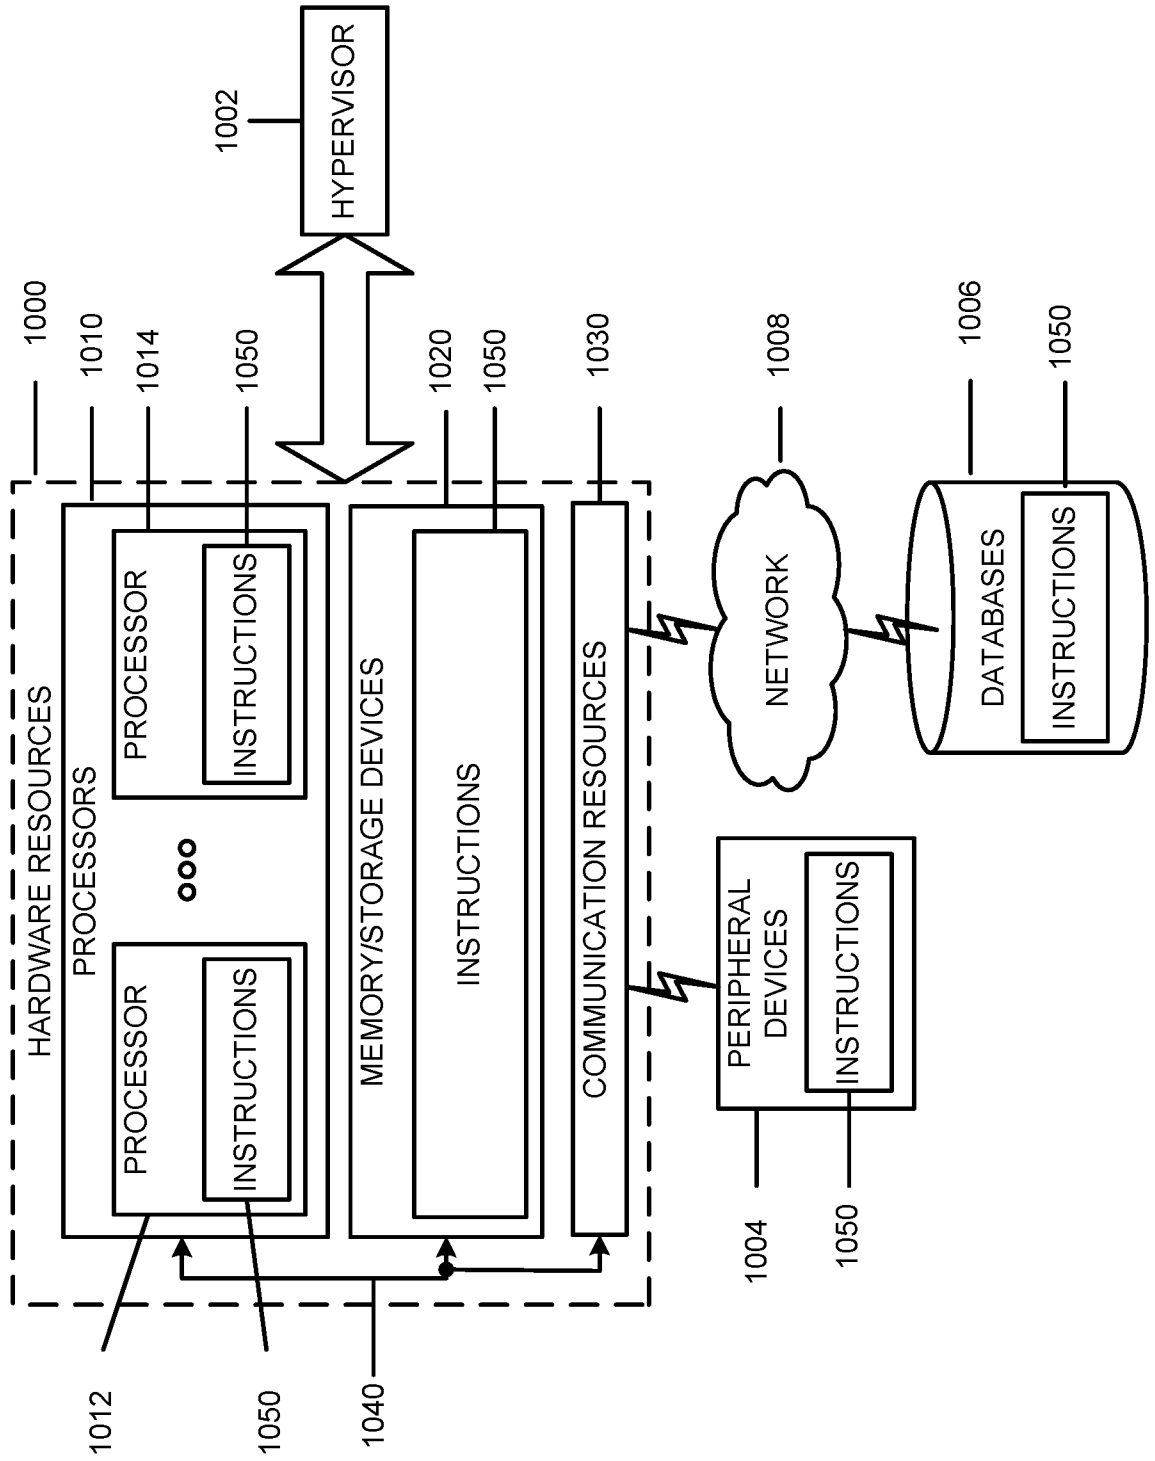 HARDWARE RESOURCES
1000
PROCESSORS
1010
PROCESSOR
INSTRUCTIONS
1012
1050
PROCESSOR
INSTRUCTIONS
1014
1050
HYPERVISOR
1002
MEMORY/STORAGE DEVICES
1020
INSTRUCTIONS
1050
1040
COMMUNICATION RESOURCES
1030
PERIPHERAL
DEVICES
INSTRUCTIONS
1004
1050
NETWORK
1008
DATABASES
INSTRUCTIONS
1006
1050